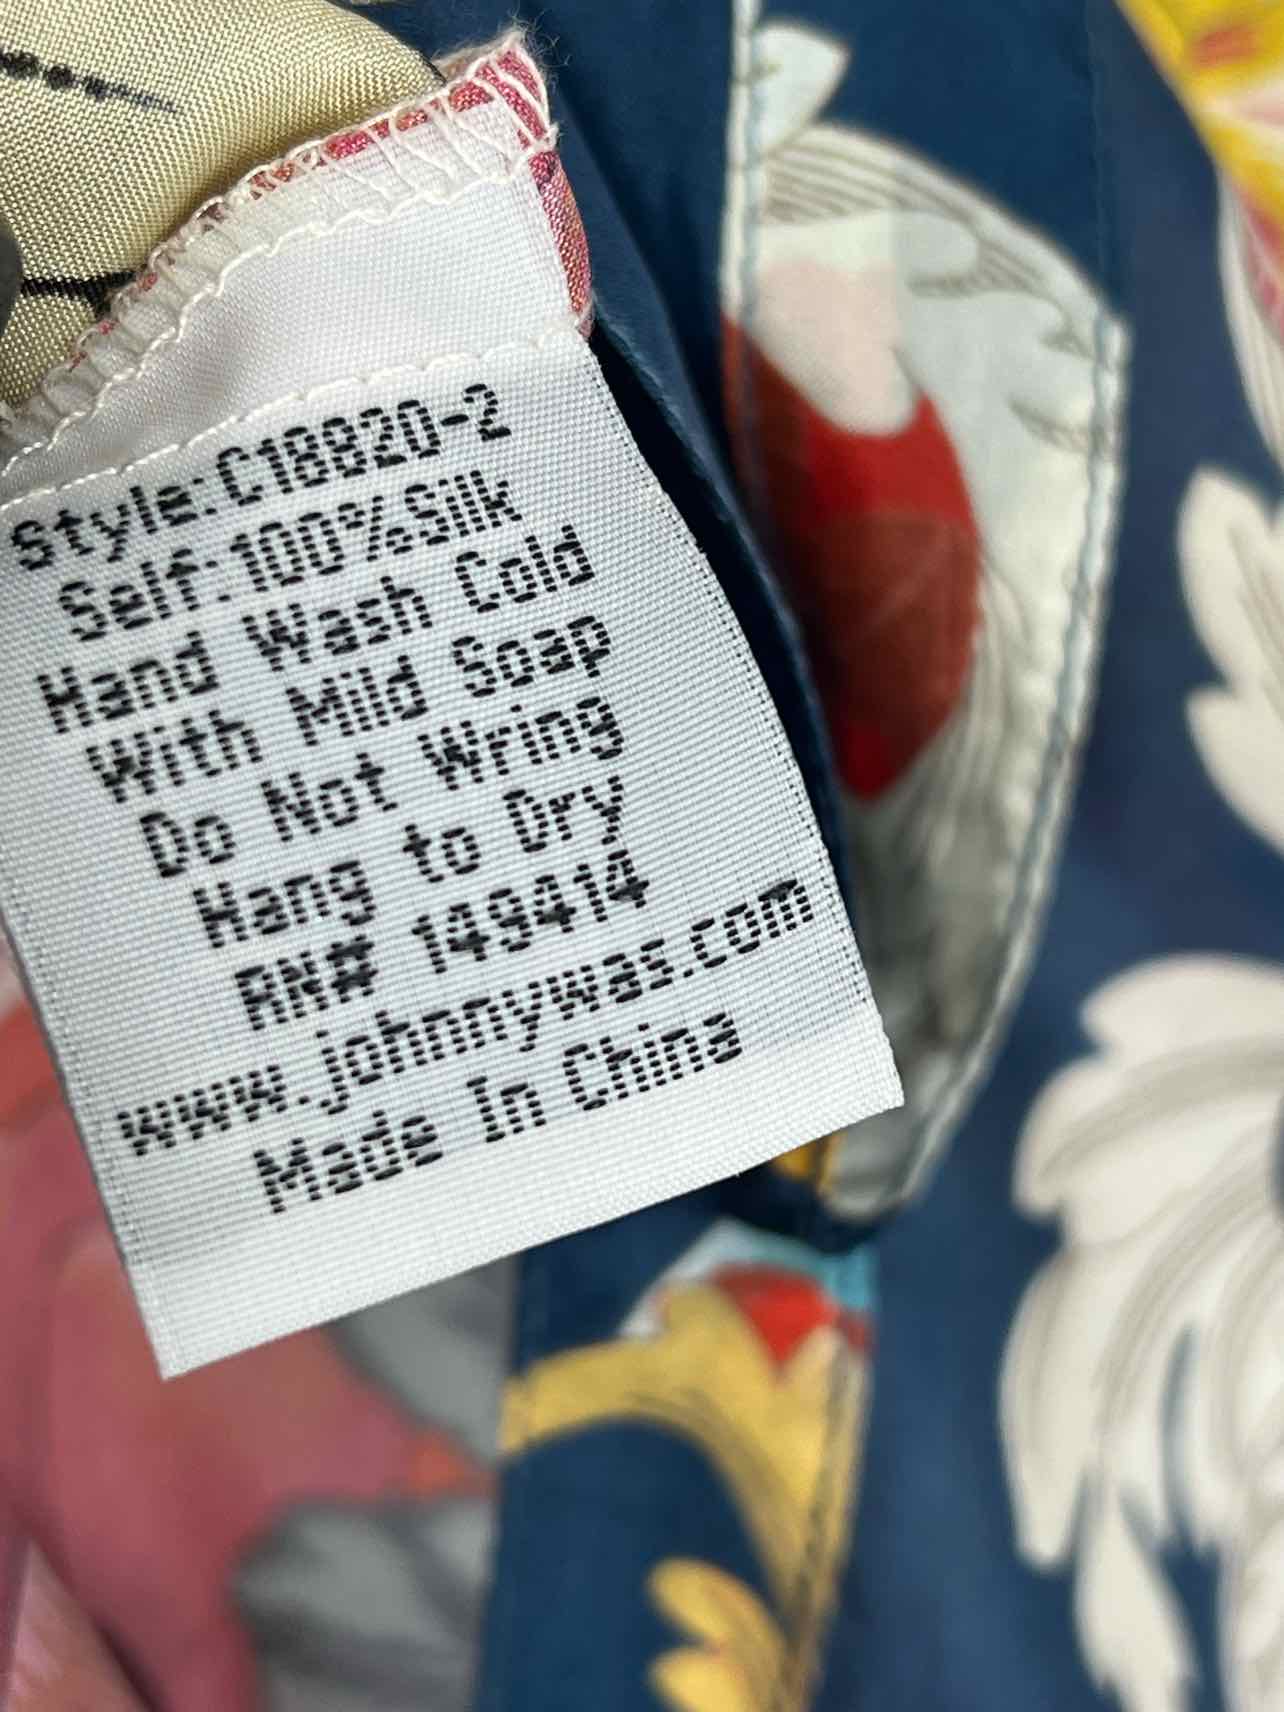 Style:C18820-2
Self:100%Silk
Hand Wash Cold
With Mild Soap
Do Not Wring
Hang to Dry
RN# 149414
www.johnnywas.com
Made In China